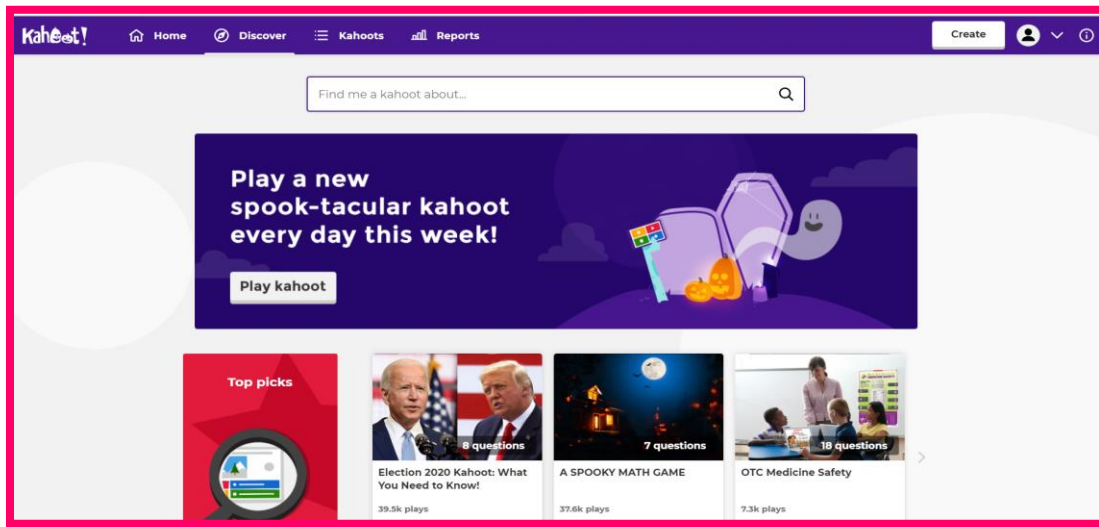 Kahoot!
Home
Discover
Kahoots
Reports
Create
Find me a kahoot about...
Play a new
spook-tacular kahoot
every day this week!
Play kahoot
Top picks
8 questions
Election 2020 Kahoot: What
You Need to Know!
39.5k plays
7 questions
A SPOOKY MATH GAME
37.6k plays
18 questions
OTC Medicine Safety
7.3k plays